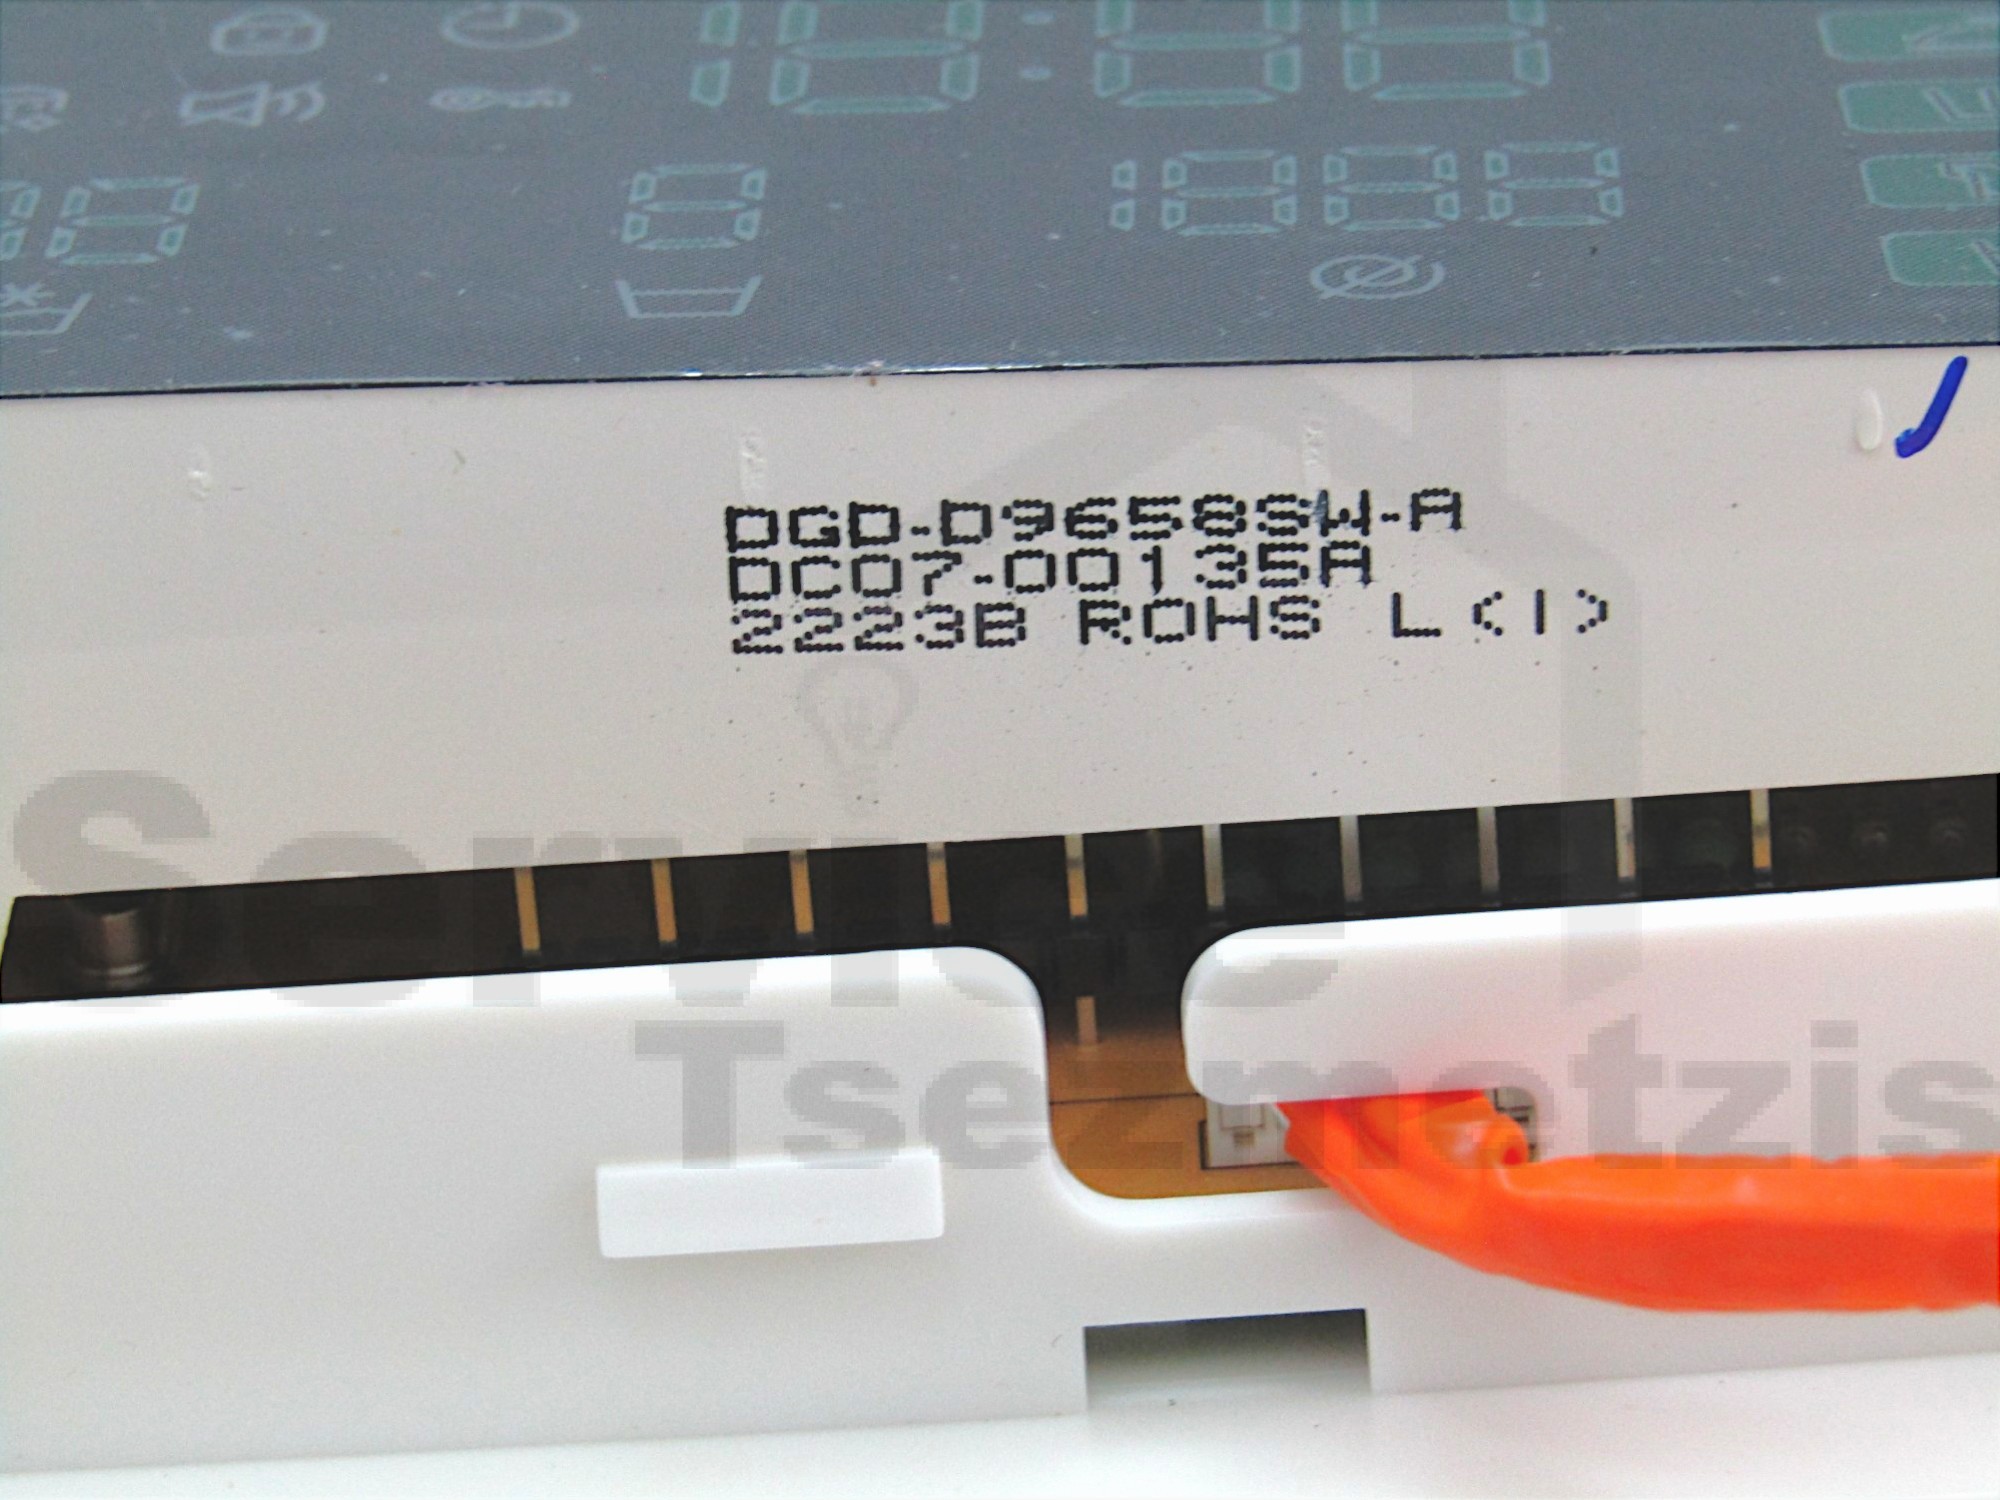 DGD-D9658SW-A
DC07-00135A
2223B ROHS L<I>
Service
Tsezmetzis